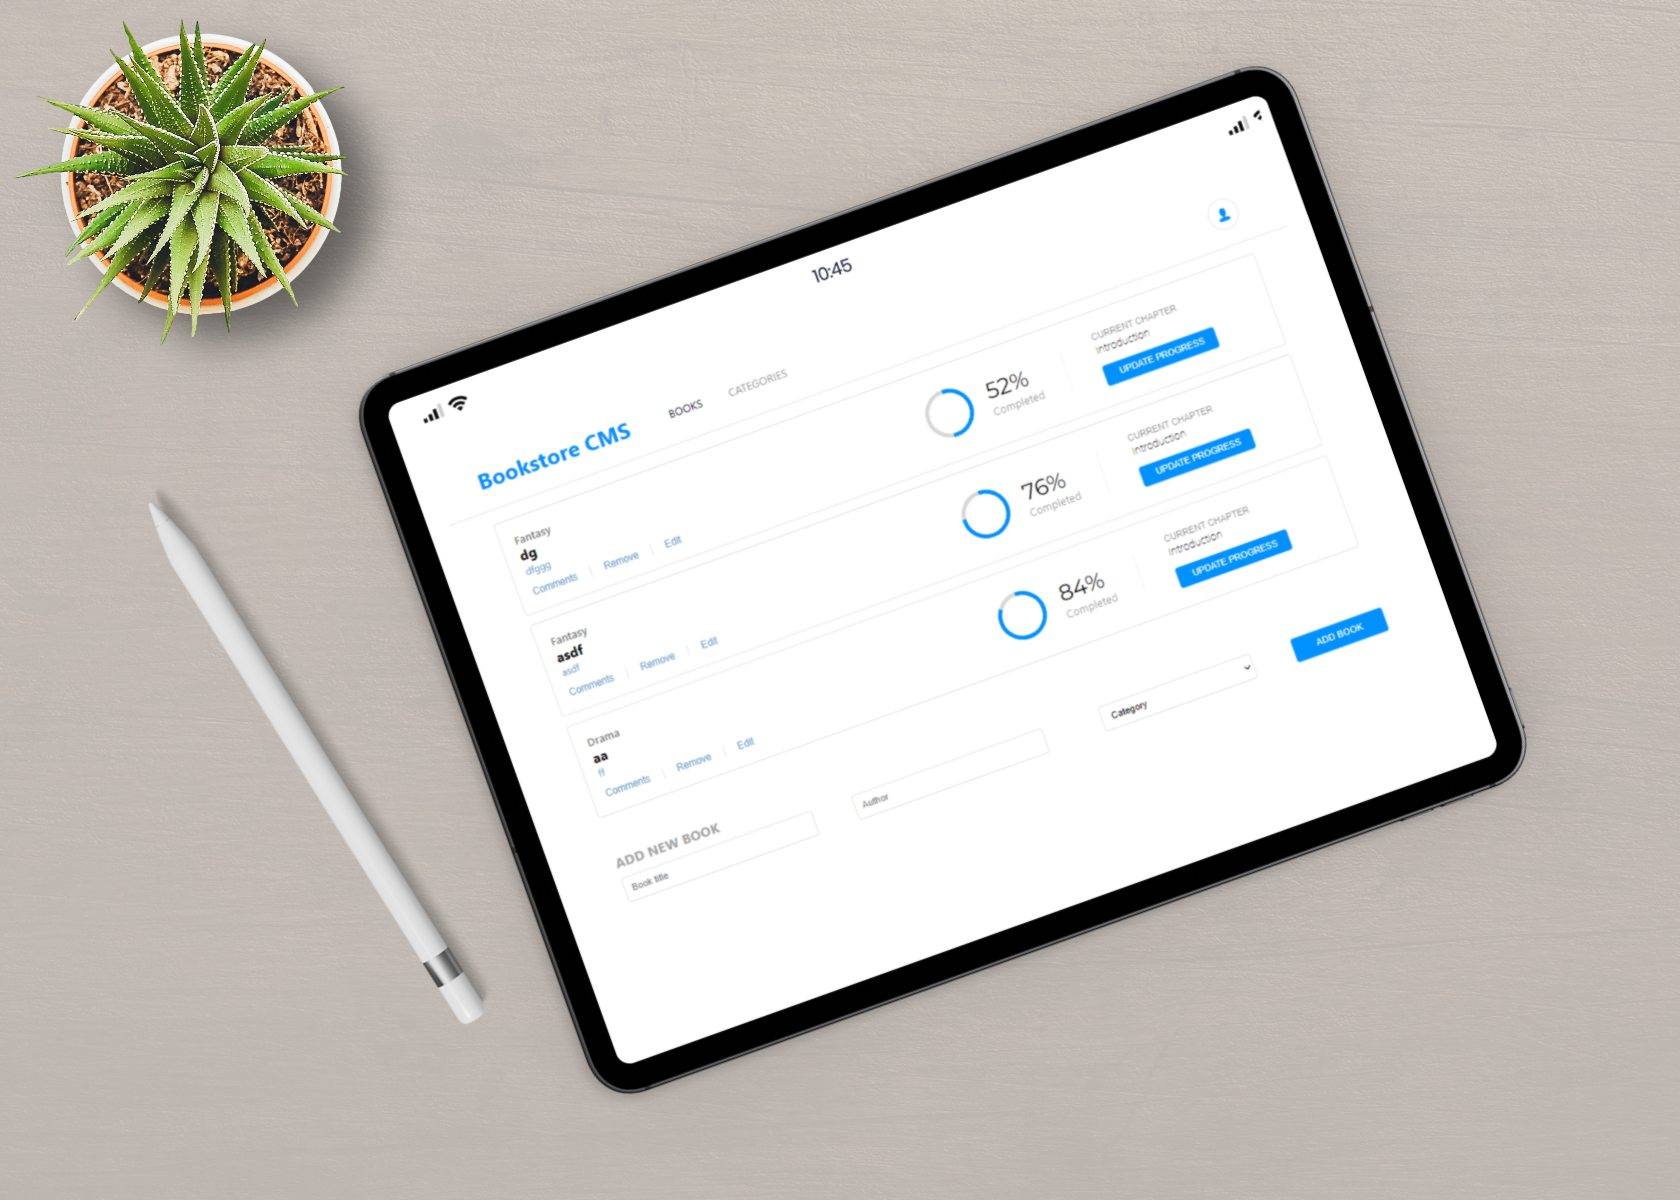 10:45
Bookstore CMS
BOOKS
CATEGORIES
Fantasy
dg
dfggg
Comments
Remove
Edit
52%
Completed
CURRENT CHAPTER
Introduction
UPDATE PROGRESS
Fantasy
asdf
asdf
Comments
Remove
Edit
76%
Completed
CURRENT CHAPTER
Introduction
UPDATE PROGRESS
Drama
aa
ff
Comments
Remove
Edit
84%
Completed
CURRENT CHAPTER
Introduction
UPDATE PROGRESS
ADD NEW BOOK
Book title
Author
Category
ADD BOOK